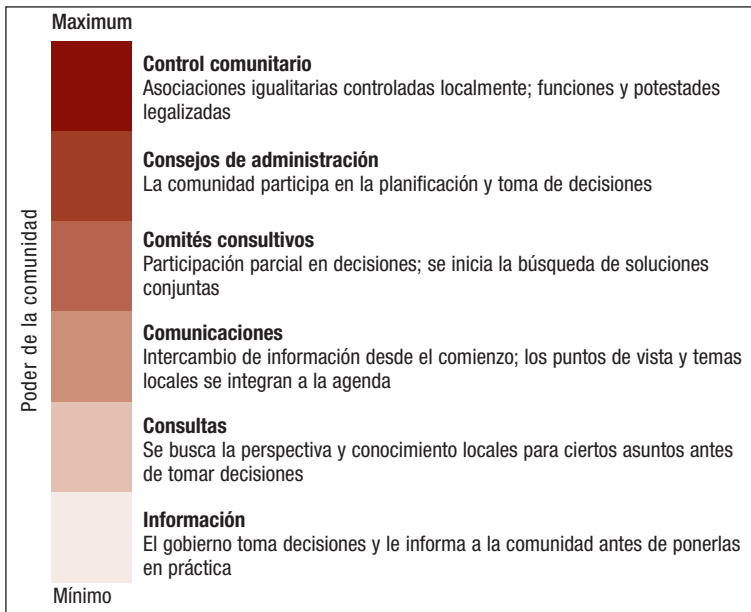 Maximum
Control comunitario
Asociaciones igualitarias controladas localmente; funciones y potestades
legalizadas
Consejos de administración
La comunidad participa en la planificación y toma de decisiones
Comités consultivos
Participación parcial en decisiones; se inicia la búsqueda de soluciones
conjuntas
Poder de la comunidad
Comunicaciones
Intercambio de información desde el comienzo; los puntos de vista y temas
locales se integran a la agenda
Consultas
Se busca la perspectiva y conocimiento locales para ciertos asuntos antes
de tomar decisiones
Información
El gobierno toma decisiones y le informa a la comunidad antes de ponerlas
en práctica
Mínimo